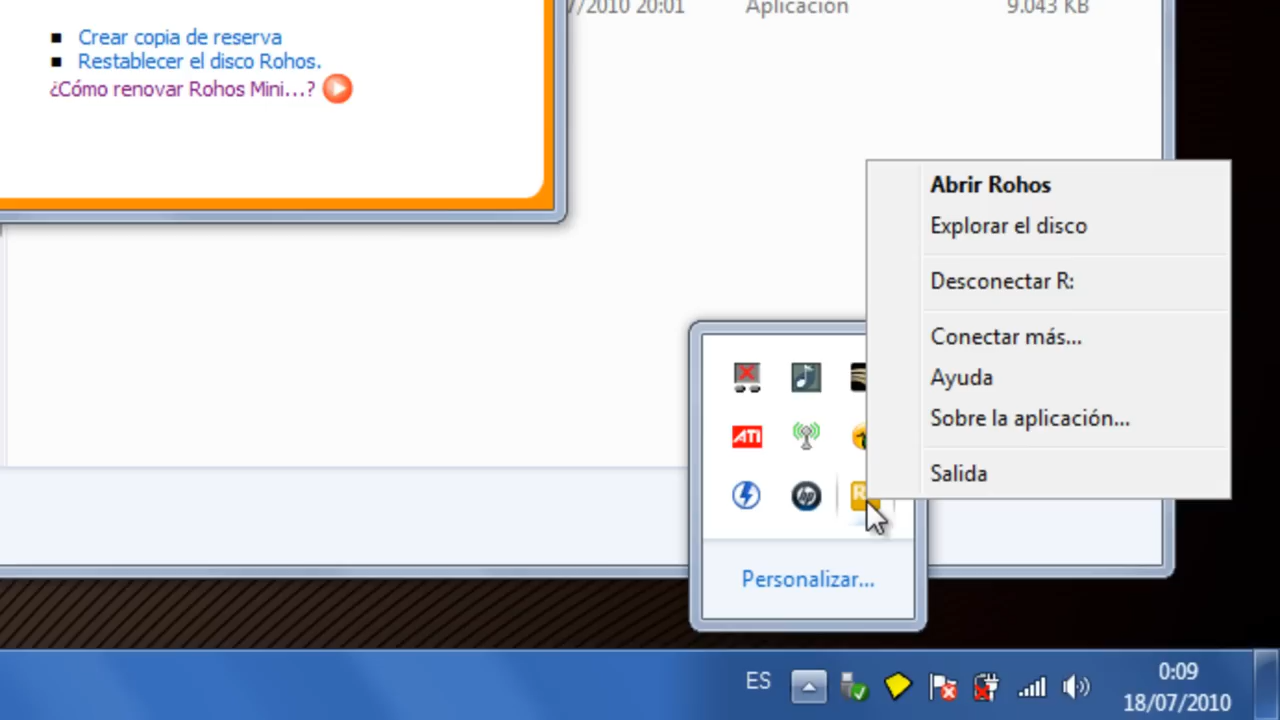 /2010 20:01 Aplicación 9.043 KB
Crear copia de reserva
Restablecer el disco Rohos.
¿Cómo renovar Rohos Mini...?
Abrir Rohos
Explorar el disco
Desconectar R:
Conectar más...
Ayuda
Sobre la aplicación...
Salida
ATI
hp
R
Personalizar...
ES
0:09
18/07/2010